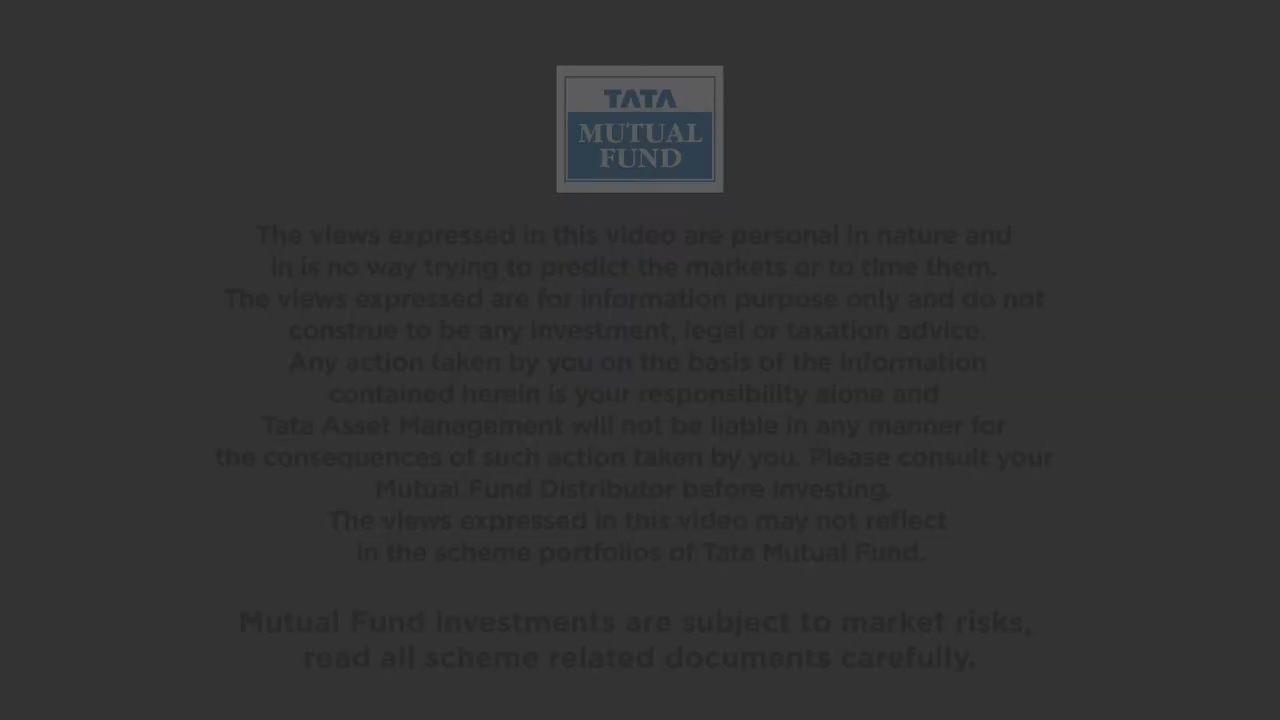 TATA
MUTUAL
FUND
The views expressed in this video are personal in nature and
in is no way trying to predict the markets or to time them.
The views expressed are for information purpose only and do not
construe to be any investment, legal or taxation advice.
Any action taken by you on the basis of the information
contained herein is your responsibility alone and
Tata Asset Management will not be liable in any manner for
the consequences of such action taken by you. Please consult your
Mutual Fund Distributor before investing.
The views expressed in this video may not reflect
in the scheme portfolios of Tata Mutual Fund.
Mutual Fund investments are subject to market risks,
read all scheme related documents carefully.